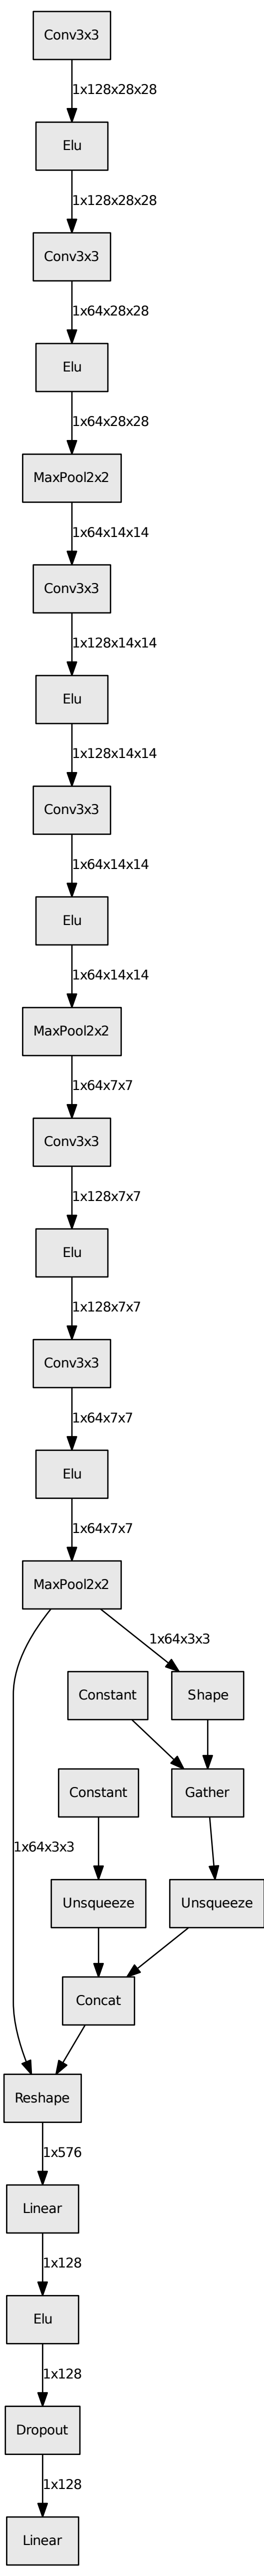 Conv3x3
1x128x28x28
Elu
1x128x28x28
Conv3x3
1x64x28x28
Elu
1x64x28x28
MaxPool2x2
1x64x14x14
Conv3x3
1x128x14x14
Elu
1x128x14x14
Conv3x3
1x64x14x14
Elu
1x64x14x14
MaxPool2x2
1x64x7x7
Conv3x3
1x128x7x7
Elu
1x128x7x7
Conv3x3
1x64x7x7
Elu
1x64x7x7
MaxPool2x2
1x64x3x3
Constant
Shape
Constant
Gather
1x64x3x3
Unsqueeze
Unsqueeze
Concat
Reshape
1x576
Linear
1x128
Elu
1x128
Dropout
1x128
Linear